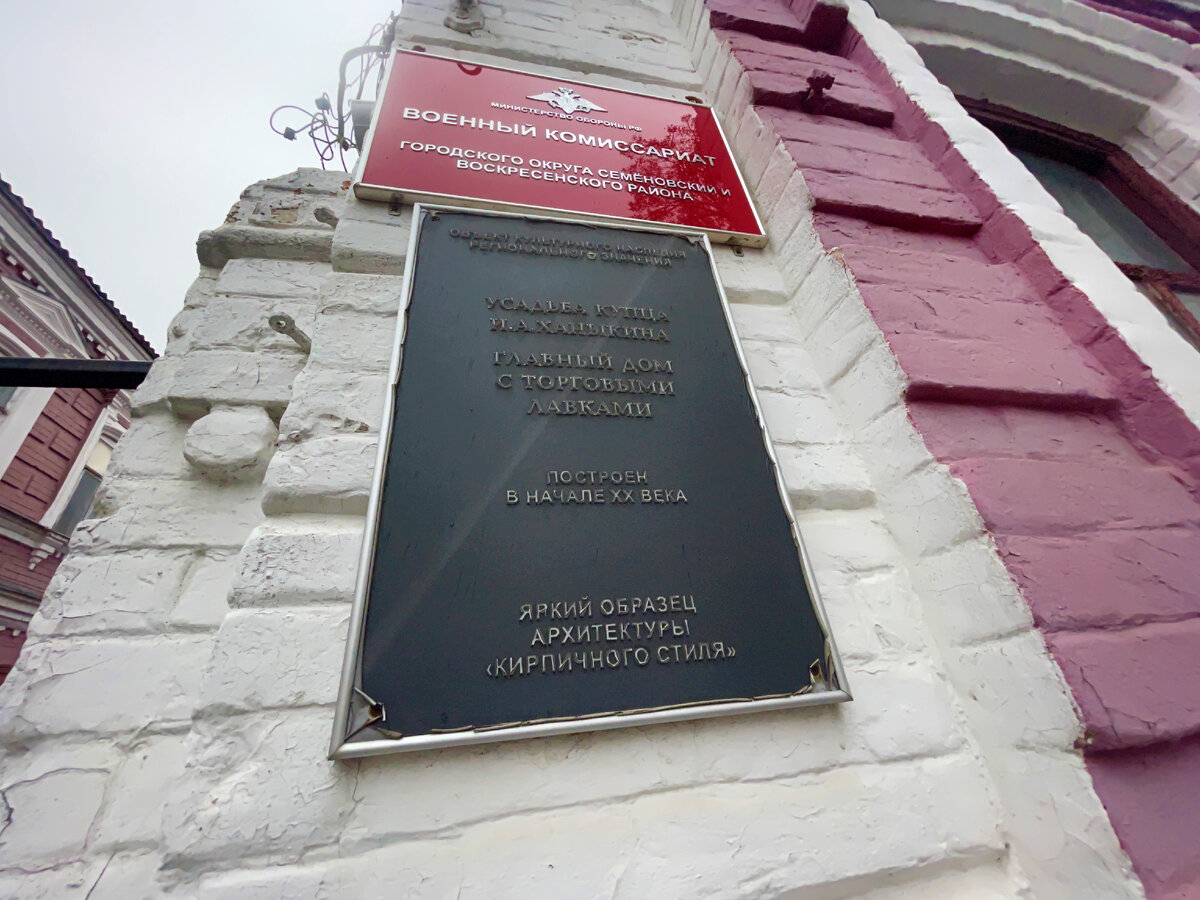 МИНИСТЕРСТВО ОБОРОНЫ РФ
ВОЕННЫЙ КОМИССАРИАТ
ГОРОДСКОГО ОКРУГА СЕМЁНОВСКИЙ И
ВОСКРЕСЕНСКОГО РАЙОНА
ОБЪЕКТ КУЛЬТУРНОГО НАСЛЕДИЯ
РЕГИОНАЛЬНОГО ЗНАЧЕНИЯ
УСАДЬБА КУПЦА
И.А.ХАНЫКИНА
ГЛАВНЫЙ ДОМ
С ТОРГОВЫМИ
ЛАВКАМИ
ПОСТРОЕН
В НАЧАЛЕ XX ВЕКА
ЯРКИЙ ОБРАЗЕЦ
АРХИТЕКТУРЫ
«КИРПИЧНОГО СТИЛЯ»